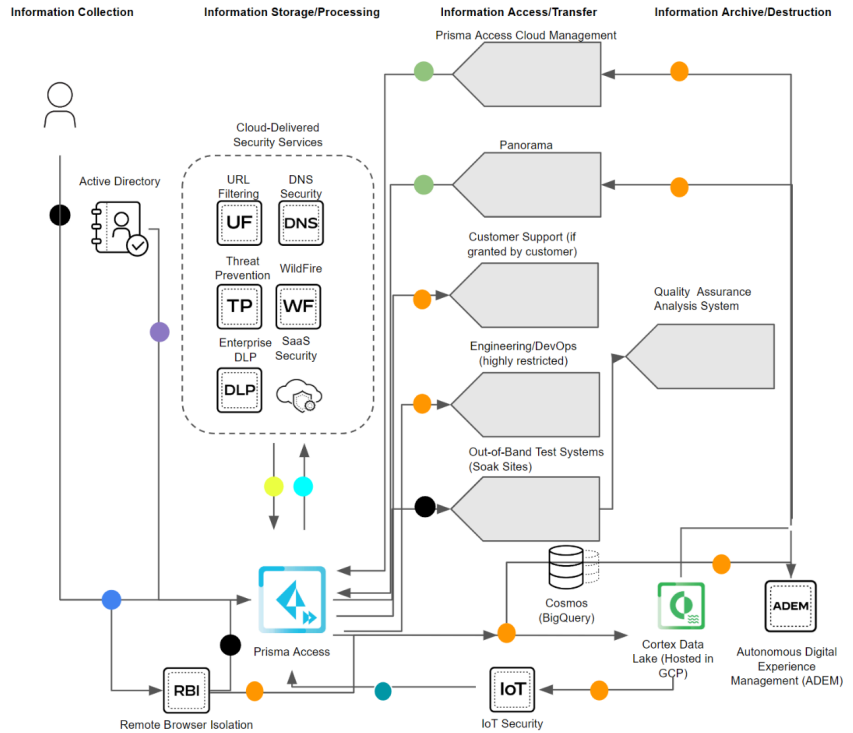 Information Collection
Information Storage/Processing
Information Access/Transfer
Information Archive/Destruction
Prisma Access Cloud Management
Cloud-Delivered
Security Services
Panorama
Active Directory
URL
Filtering
DNS
Security
UF
DNS
Customer Support (if
granted by customer)
Threat
Prevention
WildFire
TP
WF
Quality Assurance
Analysis System
Enterprise
DLP
SaaS
Security
DLP
Engineering/DevOps
(highly restricted)
Out-of-Band Test Systems
(Soak Sites)
Cosmos
(BigQuery)
ADEM
Prisma Access
Cortex Data
Lake (Hosted in
GCP)
Autonomous Digital
Experience
Management (ADEM)
RBI
IoT
Remote Browser Isolation
IoT Security